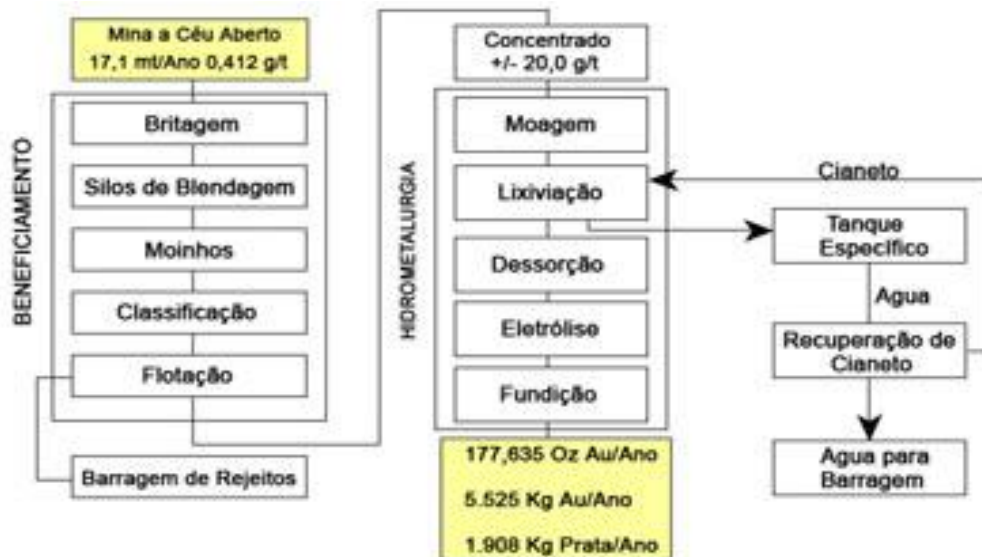 Mina a Céu Aberto
17,1 mt/Ano 0,412 g/t
BENEFICIAMENTO
Britagem
Silos de Blendagem
Moinhos
Classificação
Flotação
Barragem de Rejeitos
Concentrado
+/- 20,0 g/t
HIDROMETALURGIA
Moagem
Lixiviação
Dessorção
Eletrólise
Fundição
177,635 Oz Au/Ano
5.525 Kg Au/Ano
1.908 Kg Prata/Ano
Cianeto
Tanque
Específico
Agua
Recuperação de
Cianeto
Agua para
Barragem